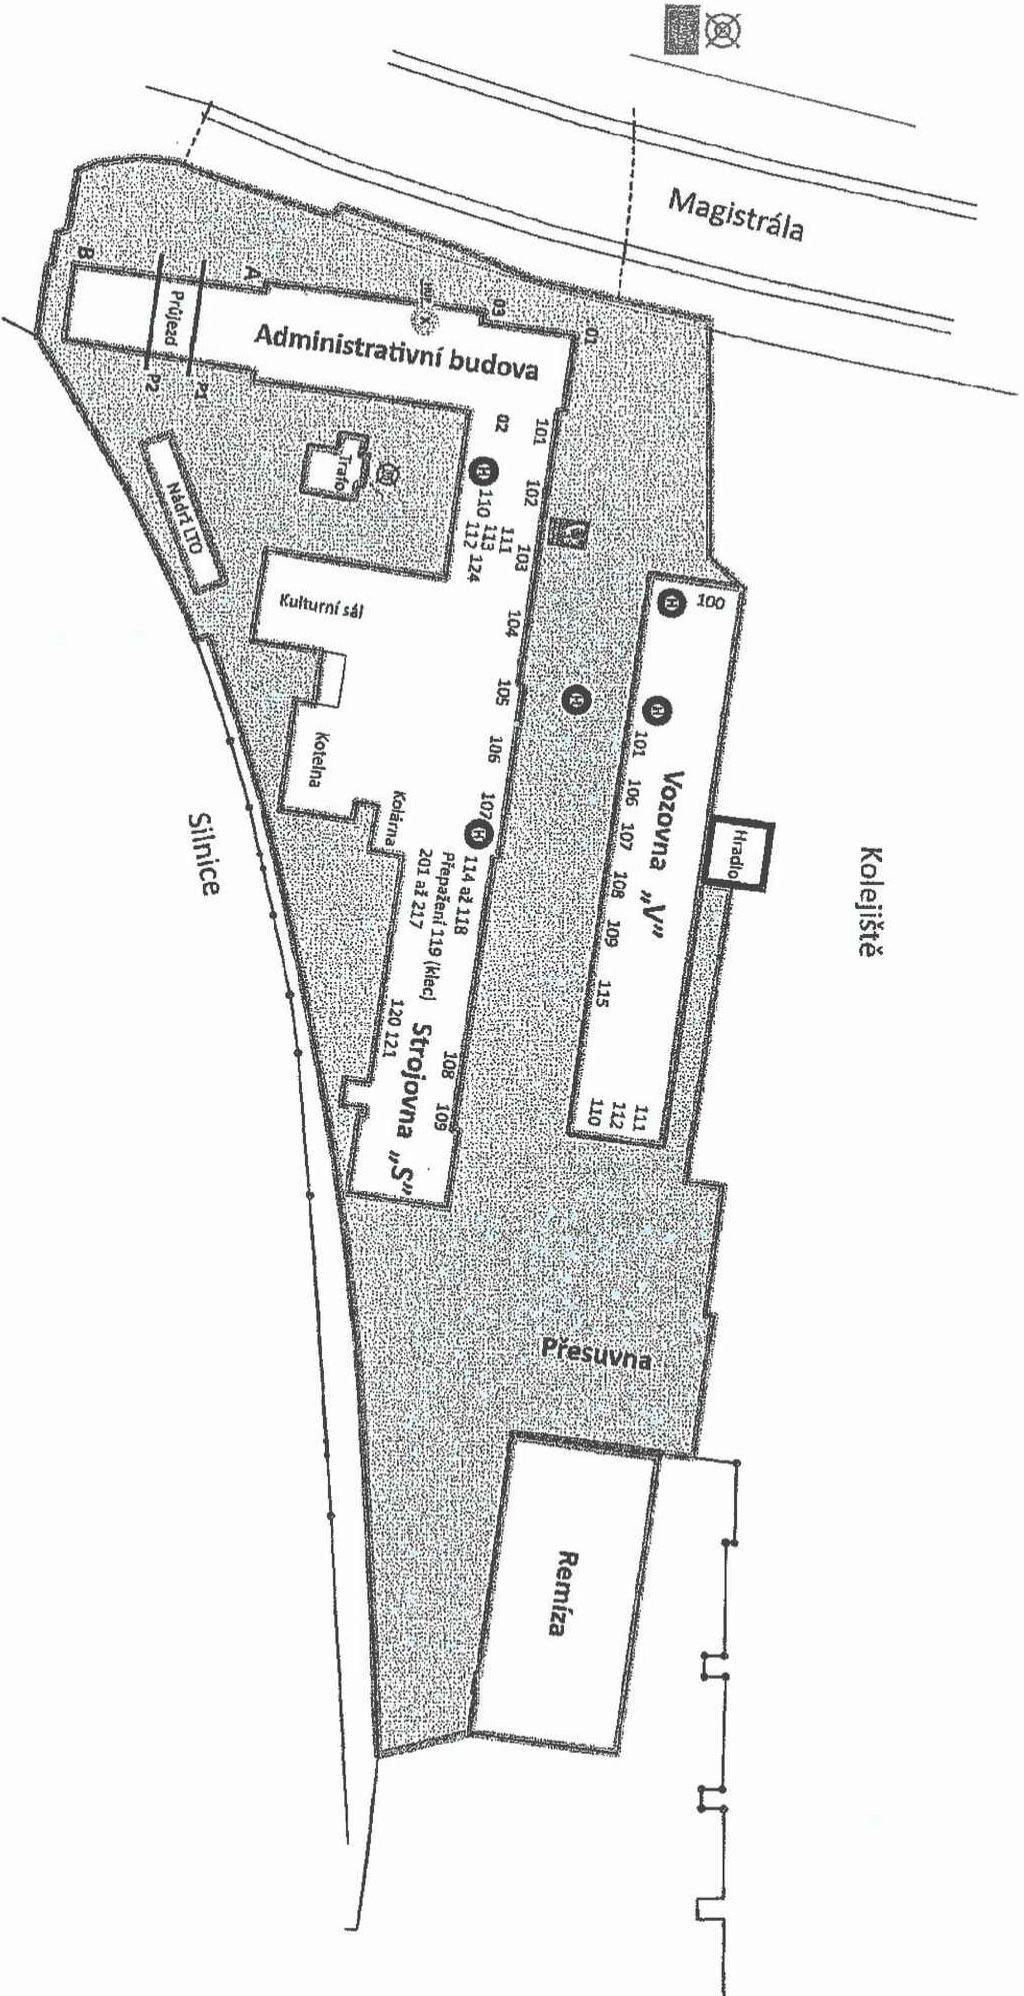 Magistrála
B
A
03
01
Průjezd
Administrativní budova
P2
P1
02
101
102
H
110
111
103
113
112 124
104
Trafo
Nádrž LTO
Kulturní sál
105
106
107
H
Kotelna
Kolárna
114 až 118
Přepažení 119 (klec)
201 až 217
120 121
108
109
Strojovna „S”
H
100
H
H
101
106
107
108
109
115
Vozovna „V”
111
112
110
Hradlo
Kolejiště
Silnice
Přesuvna
Remíza